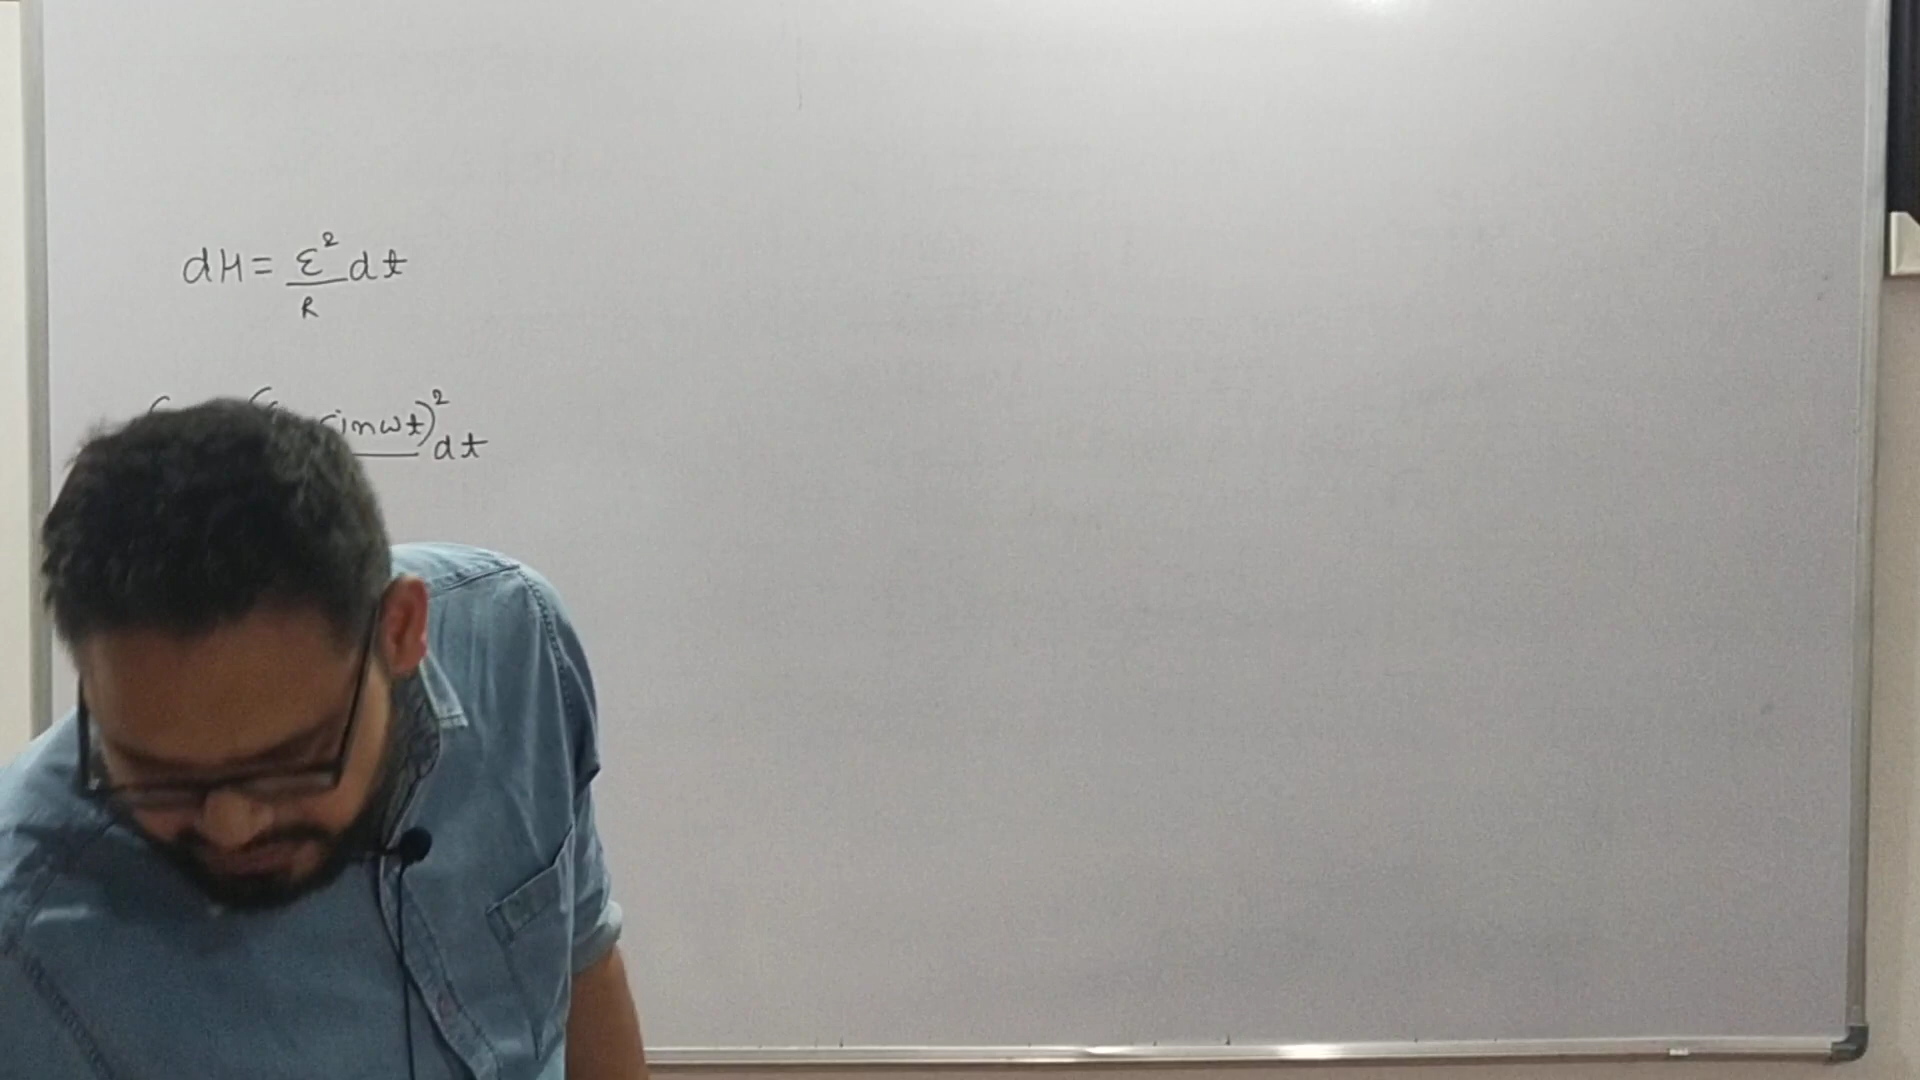 dH = ε² dt
R
sinωt)² dt